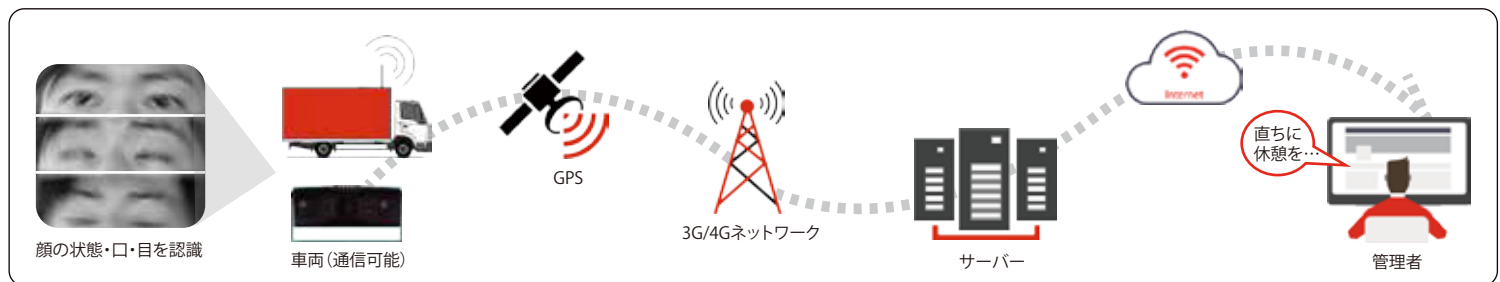 顔の状態・口・目を認識
車両（通信可能）
GPS
3G/4Gネットワーク
サーバー
Internet
直ちに
休憩を…
管理者